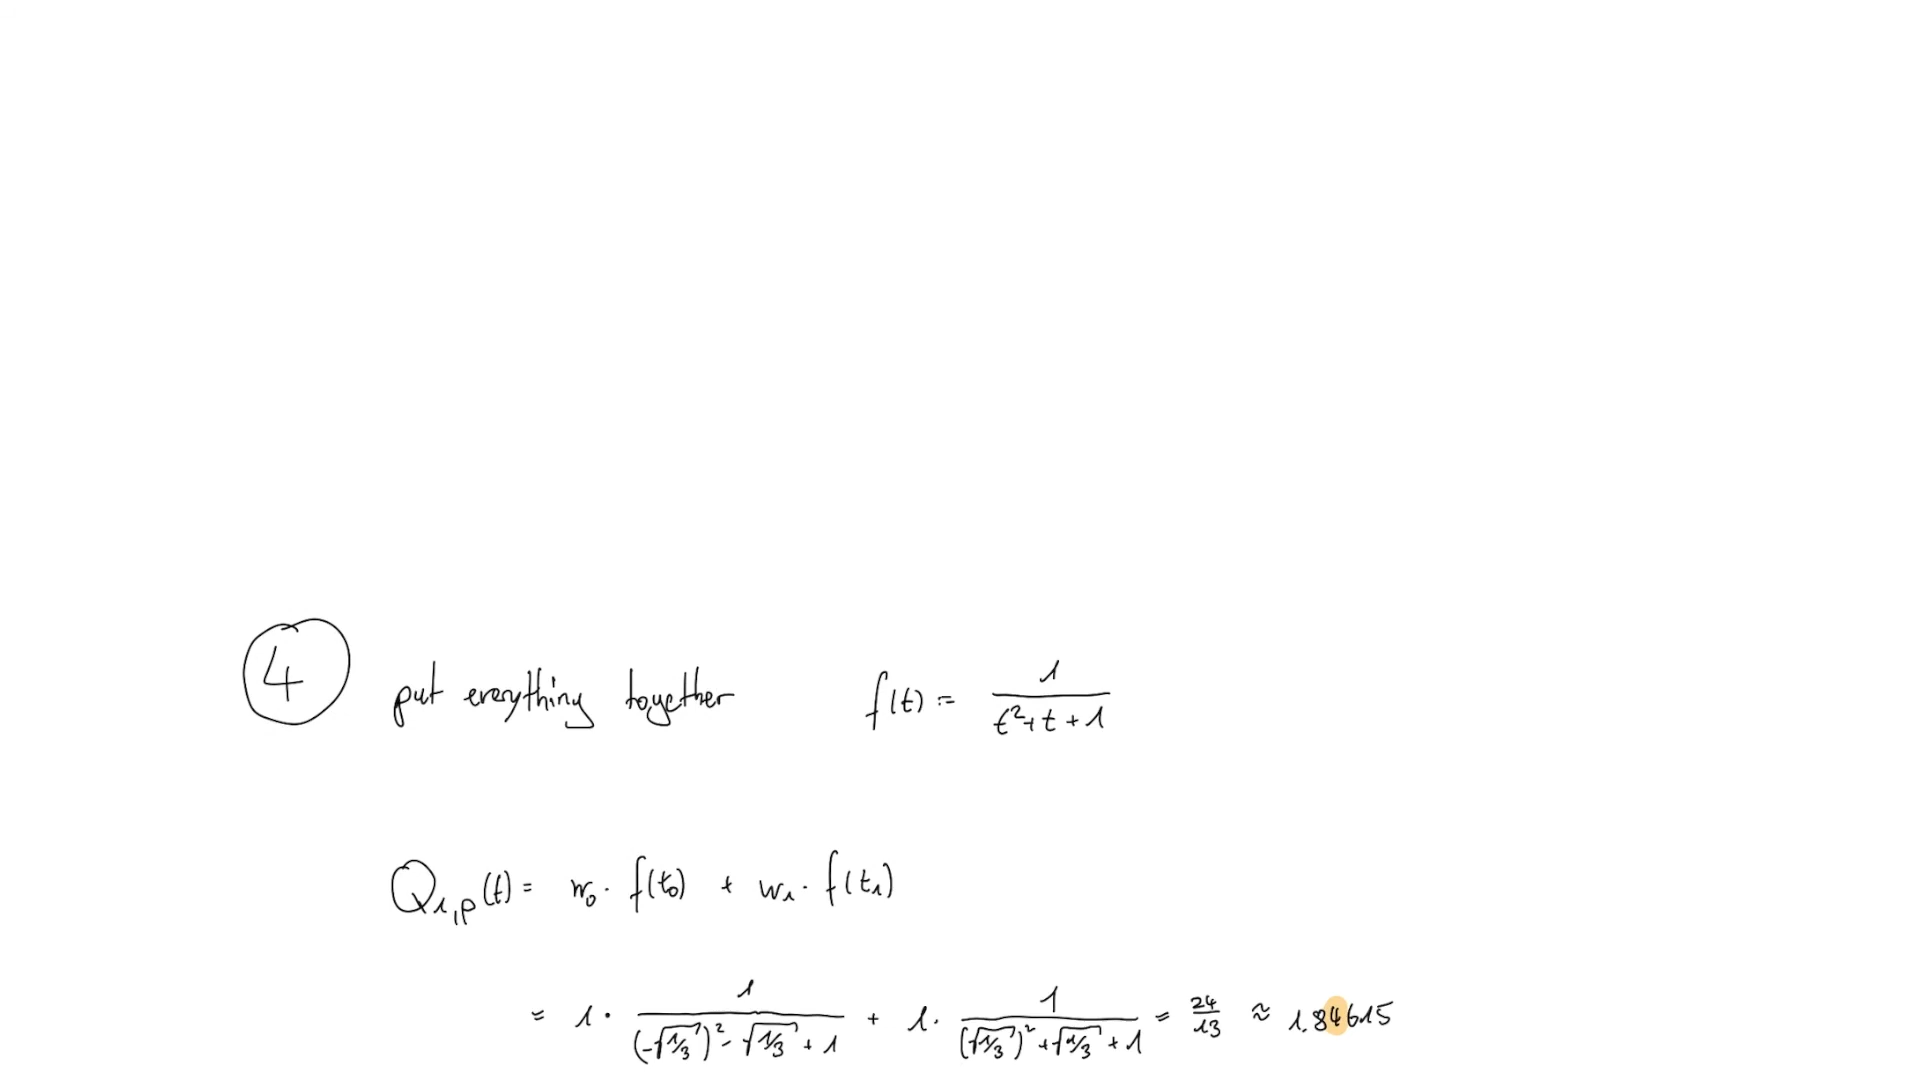 4 put everything together f(t) = 1/(t²+t+1)
Q₁,ₚ(t) = w₀ · f(t₀) + w₁ · f(t₁)
= 1 · 1/((-√1/3)² - √1/3 + 1) + 1 · 1/((√1/3)² + √1/3 + 1) = 24/13 ≈ 1.84615